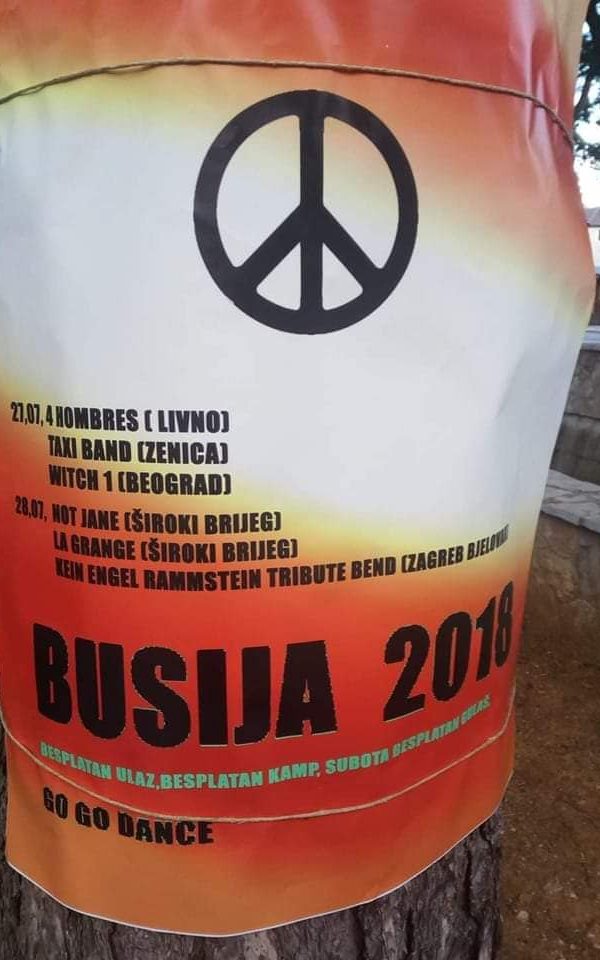 27,07, 4 HOMBRES ( LIVNO)
TAXI BAND (ZENICA)
WITCH 1 (BEOGRAD)
28.07, NOT JANE (ŠIROKI BRIJEG)
LA GRANGE (ŠIROKI BRIJEG)
KEIN ENGEL RAMMSTEIN TRIBUTE BEND (ZAGREB BJELOVAR)
BUSIJA 2018
BESPLATAN ULAZ,BESPLATAN KAMP, SUBOTA BESPLATAN GULAŠ,
GO GO DANCE